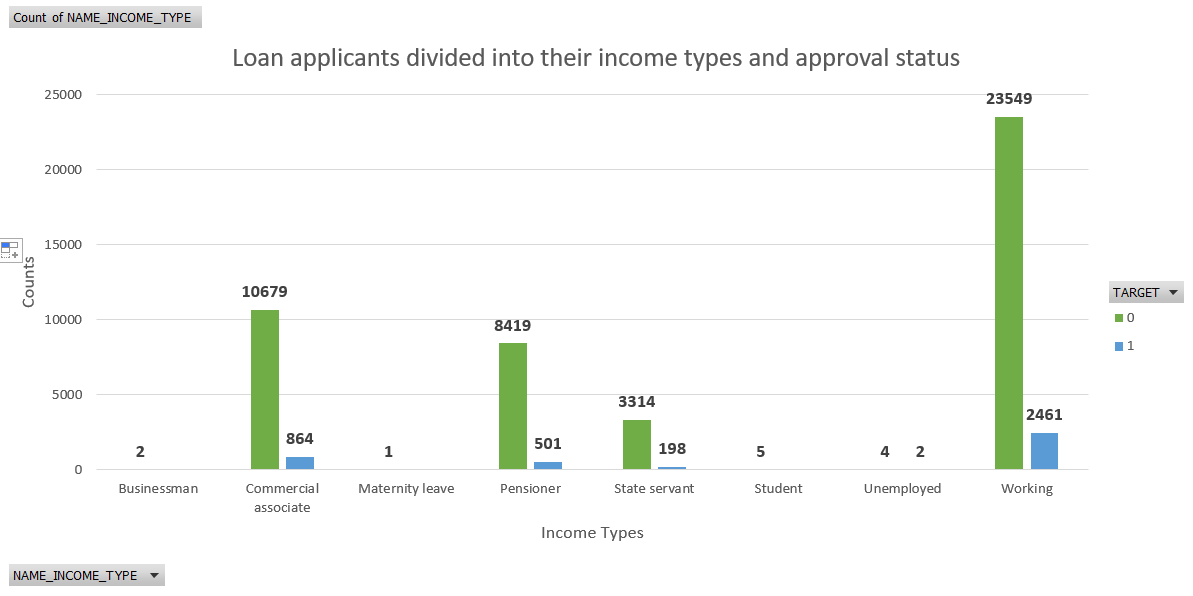 Count of NAME_INCOME_TYPE
Loan applicants divided into their income types and approval status
25000
20000
15000
10000
5000
0
Counts
2
10679
864
1
8419
501
3314
198
5
4
2
23549
2461
Businessman
Commercial
associate
Maternity leave
Pensioner
State servant
Student
Unemployed
Working
Income Types
TARGET
0
1
NAME_INCOME_TYPE